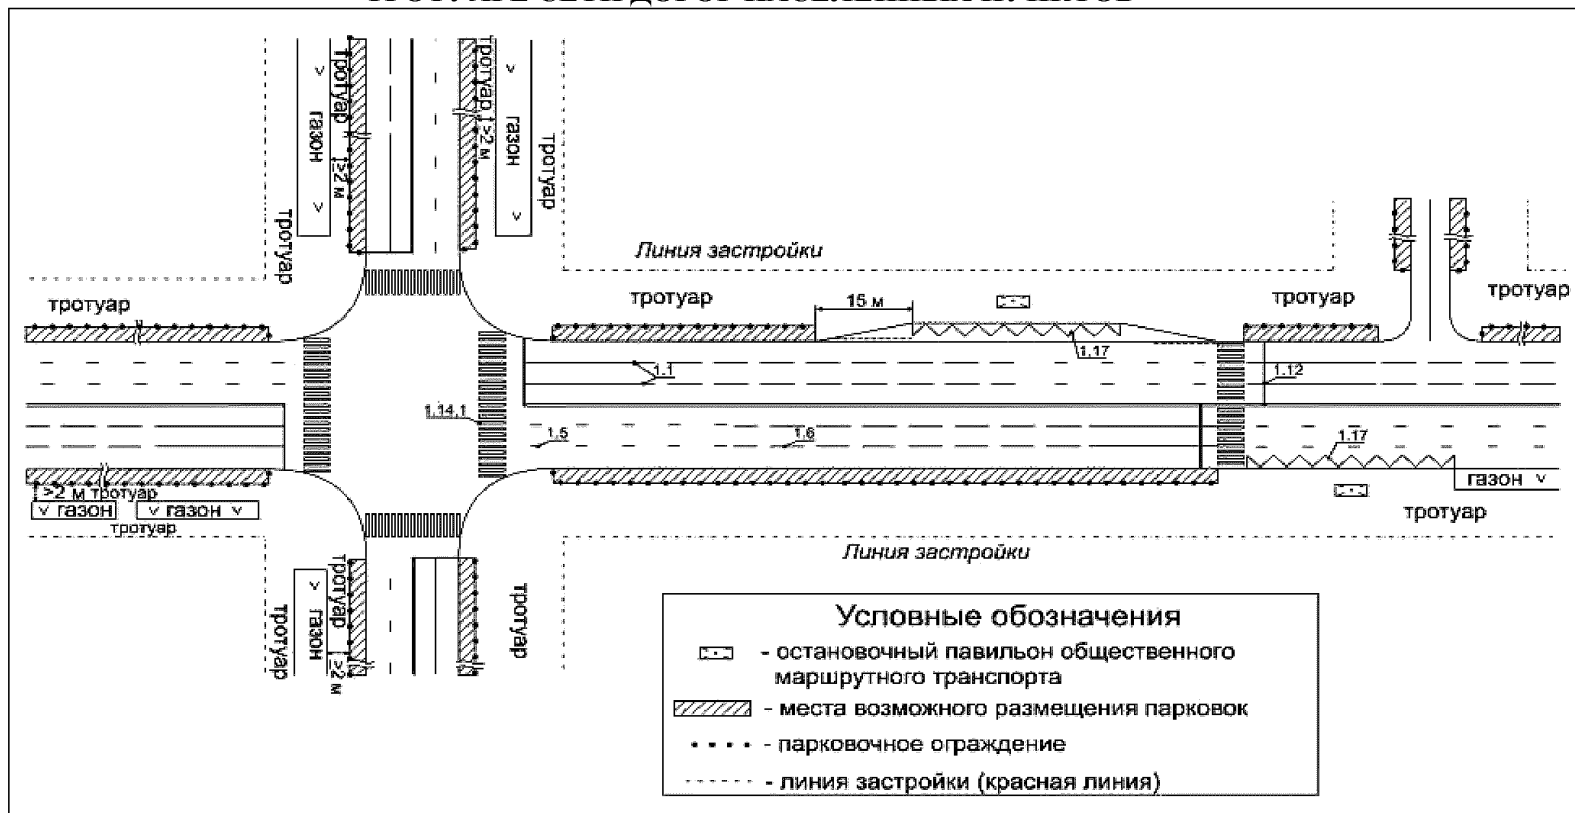 тротуар
>2 м
газон
тротуар
>2 м
газон
тротуар
тротуар
Линия застройки
тротуар
тротуар
15 м
тротуар
тротуар
1.17
1.1
1.12
1.14.1
1.5
1.6
1.17
>2 м тротуар
газон
газон
тротуар
газон
тротуар
Линия застройки
тротуар
>2 м
газон
тротуар
тротуар
Условные обозначения
- остановочный павильон общественного
маршрутного транспорта
- места возможного размещения парковок
- парковочное ограждение
- линия застройки (красная линия)